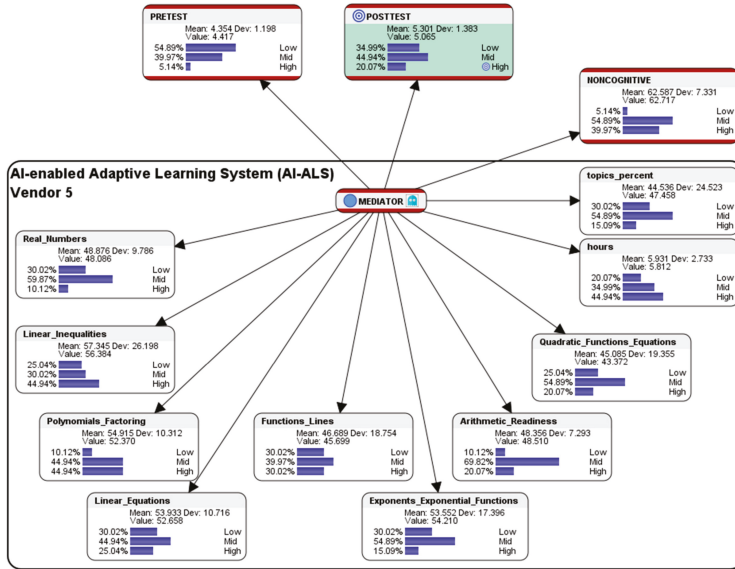 PRETEST
Mean: 4.354 Dev: 1.198
Value: 4.417
54.89% Low
39.97% Mid
5.14% High
POSTTEST
Mean: 5.301 Dev: 1.383
Value: 5.065
34.99% Low
44.94% Mid
20.07% High
NONCOGNITIVE
Mean: 62.587 Dev: 7.331
Value: 62.717
5.14% Low
54.89% Mid
39.97% High
AI-enabled Adaptive Learning System (AI-ALS)
Vendor 5
MEDIATOR
topics_percent
Mean: 44.536 Dev: 24.523
Value: 47.458
30.02% Low
54.89% Mid
15.09% High
Real_Numbers
Mean: 48.876 Dev: 9.786
Value: 48.086
30.02% Low
59.87% Mid
10.12% High
hours
Mean: 5.931 Dev: 2.733
Value: 5.812
20.07% Low
34.99% Mid
44.94% High
Linear_Inequalities
Mean: 57.345 Dev: 26.198
Value: 56.384
25.04% Low
30.02% Mid
44.94% High
Quadratic_Functions_Equations
Mean: 45.085 Dev: 19.355
Value: 43.372
25.04% Low
54.89% Mid
20.07% High
Polynomials_Factoring
Mean: 54.915 Dev: 10.312
Value: 52.370
10.12% Low
44.94% Mid
44.94% High
Functions_Lines
Mean: 46.689 Dev: 18.754
Value: 45.699
30.02% Low
39.97% Mid
30.02% High
Arithmetic_Readiness
Mean: 48.356 Dev: 7.293
Value: 48.510
10.12% Low
69.82% Mid
20.07% High
Linear_Equations
Mean: 53.933 Dev: 10.716
Value: 52.658
30.02% Low
44.94% Mid
25.04% High
Exponents_Exponential_Functions
Mean: 53.552 Dev: 17.396
Value: 54.210
30.02% Low
54.89% Mid
15.09% High